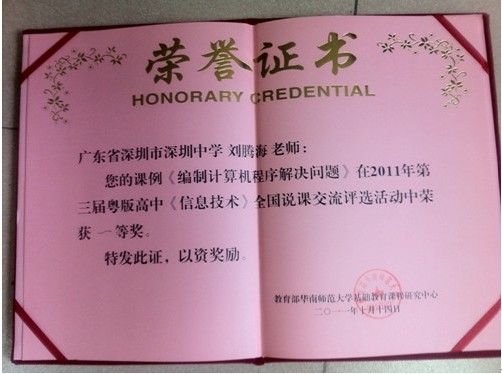 荣誉证书
HONORARY CREDENTIAL
广东省深圳市深圳中学 刘腾海 老师:
您的课例《编制计算机程序解决问题》在2011年第
三届粤版高中《信息技术》全国说课交流评选活动中荣
获 一 等奖。
特发此证，以资奖励。
教育部华南师范大学基础教育课程研究中心
二〇一一年十月十四日